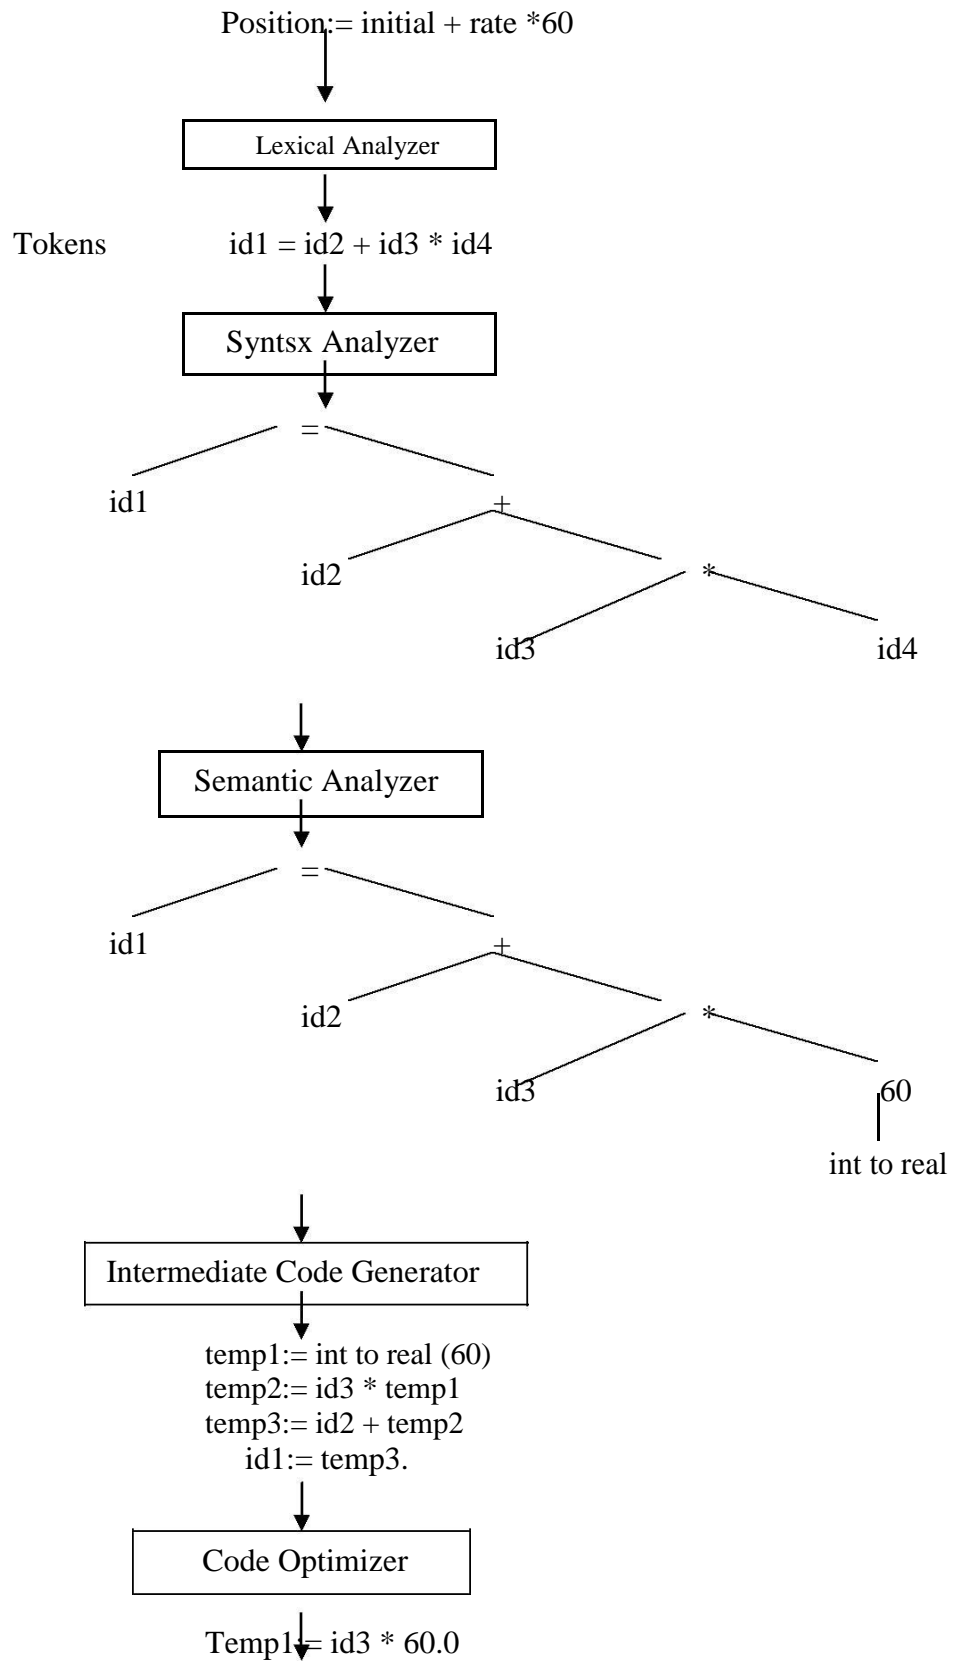 Position:= initial + rate *60
Lexical Analyzer
Tokens id1 = id2 + id3 * id4
Syntsx Analyzer
=
id1
+
id2
*
id3 id4
Semantic Analyzer
=
id1
+
id2
*
id3 60
int to real
Intermediate Code Generator
temp1:= int to real (60)
temp2:= id3 * temp1
temp3:= id2 + temp2
id1:= temp3.
Code Optimizer
Temp1:= id3 * 60.0